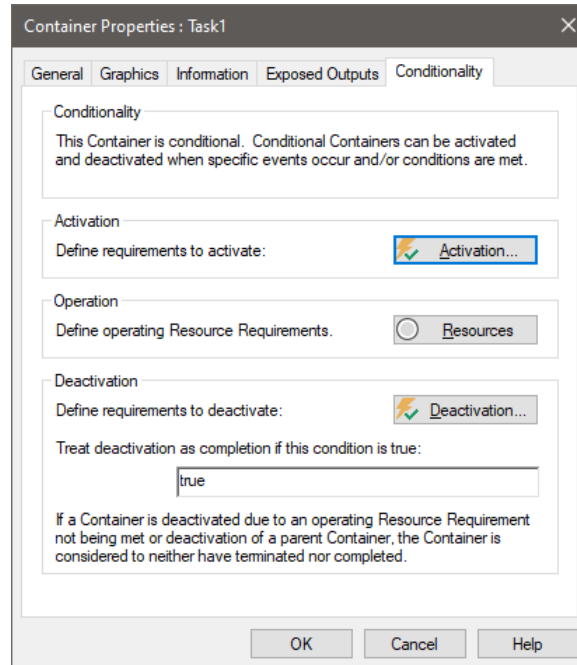 Container Properties : Task1
General Graphics Information Exposed Outputs Conditionality
Conditionality
This Container is conditional. Conditional Containers can be activated
and deactivated when specific events occur and/or conditions are met.
Activation
Define requirements to activate: Activation...
Operation
Define operating Resource Requirements. Resources
Deactivation
Define requirements to deactivate: Deactivation...
Treat deactivation as completion if this condition is true:
true
If a Container is deactivated due to an operating Resource Requirement
not being met or deactivation of a parent Container, the Container is
considered to neither have terminated nor completed.
OK Cancel Help